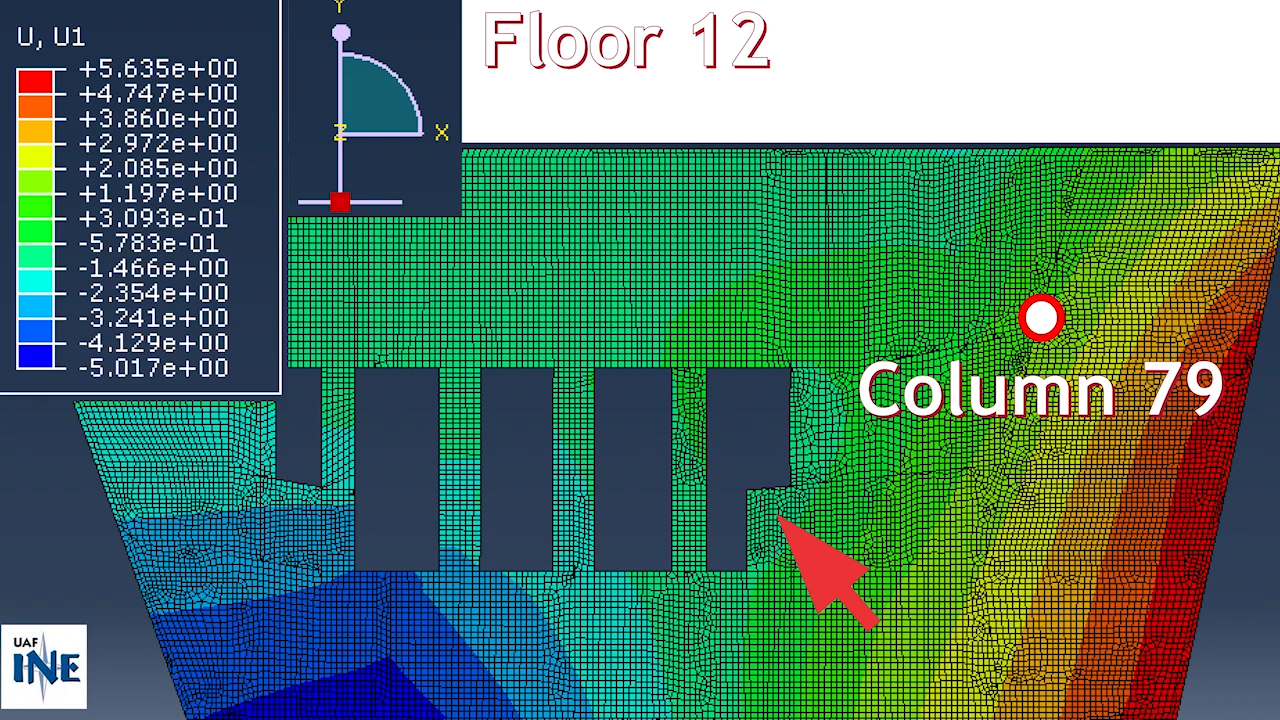 U, U1
+5.635e+00
+4.747e+00
+3.860e+00
+2.972e+00
+2.085e+00
+1.197e+00
+3.093e-01
-5.783e-01
-1.466e+00
-2.354e+00
-3.241e+00
-4.129e+00
-5.017e+00
Y
Z
X
Floor 12
Column 79
UAF
INE